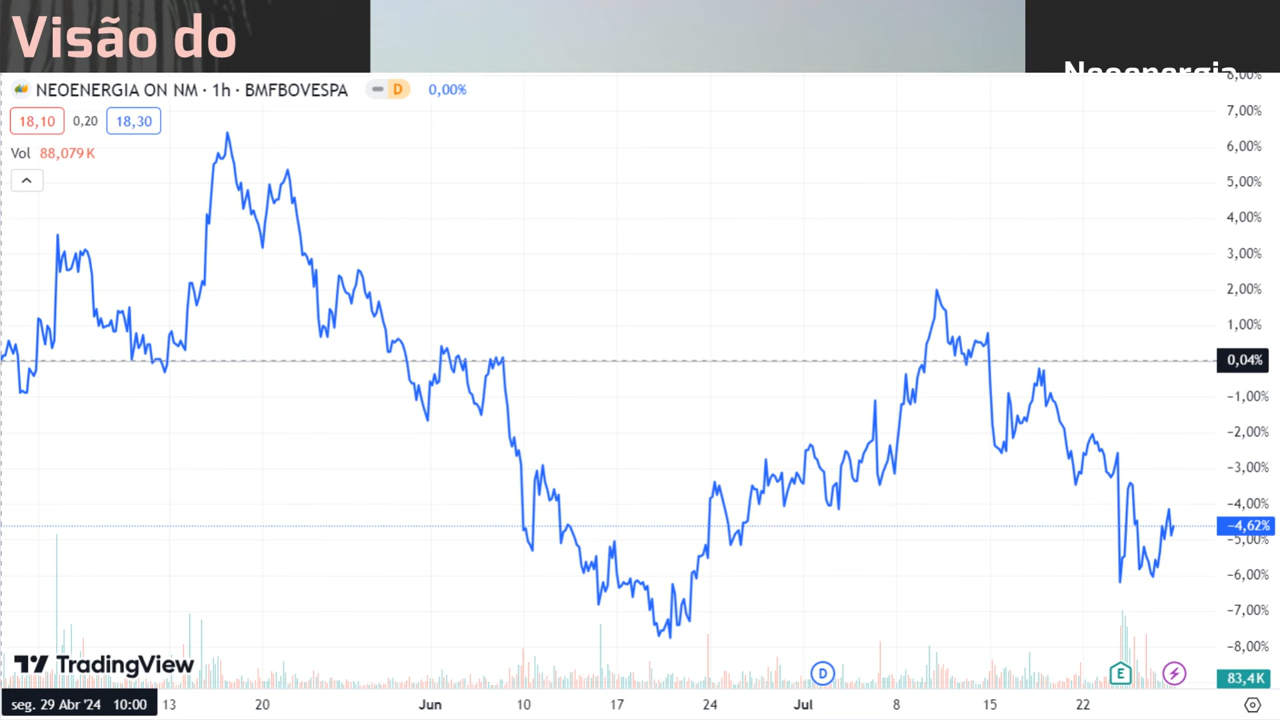 Visão do
Neoenergia
NEOENERGIA ON NM · 1h · BMFBOVESPA D 0,00%
18,10 0,20 18,30
Vol 88,079 K
8,00%
7,00%
6,00%
5,00%
4,00%
3,00%
2,00%
1,00%
0,04%
−1,00%
−2,00%
−3,00%
−4,00%
−4,62%
−5,00%
−6,00%
−7,00%
−8,00%
83,4K
TradingView
D E
seg. 29 Abr '24 10:00 13 20 Jun 10 17 24 Jul 8 15 22